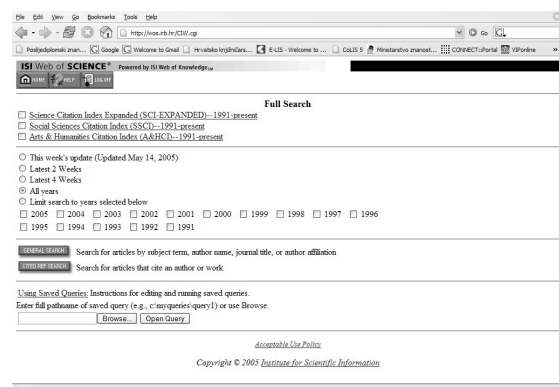 File Edit View Go Bookmarks Tools Help
http://wos.irb.hr/CIW.cgi Go
Poslijediplomski znan... Google Welcome to Gmail Hrvatsko knjižničars... E-LIS - Welcome to ... CoLIS 5 Ministarstvo znanost... CONNECT::Portal VIPonline »
ISI Web of SCIENCE® Powered by ISI Web of Knowledge
HOME HELP LOG OFF
Full Search
Science Citation Index Expanded (SCI-EXPANDED)--1991-present
Social Sciences Citation Index (SSCI)--1991-present
Arts & Humanities Citation Index (A&HCI)--1991-present
This week's update (Updated May 14, 2005)
Latest 2 Weeks
Latest 4 Weeks
All years
Limit search to years selected below
2005 2004 2003 2002 2001 2000 1999 1998 1997 1996
1995 1994 1993 1992 1991
GENERAL SEARCH Search for articles by subject term, author name, journal title, or author affiliation
CITED REF SEARCH Search for articles that cite an author or work
Using Saved Queries: Instructions for editing and running saved queries.
Enter full pathname of saved query (e.g., c:\myqueries\query1) or use Browse.
Browse... Open Query
Acceptable Use Policy
Copyright © 2005 Institute for Scientific Information